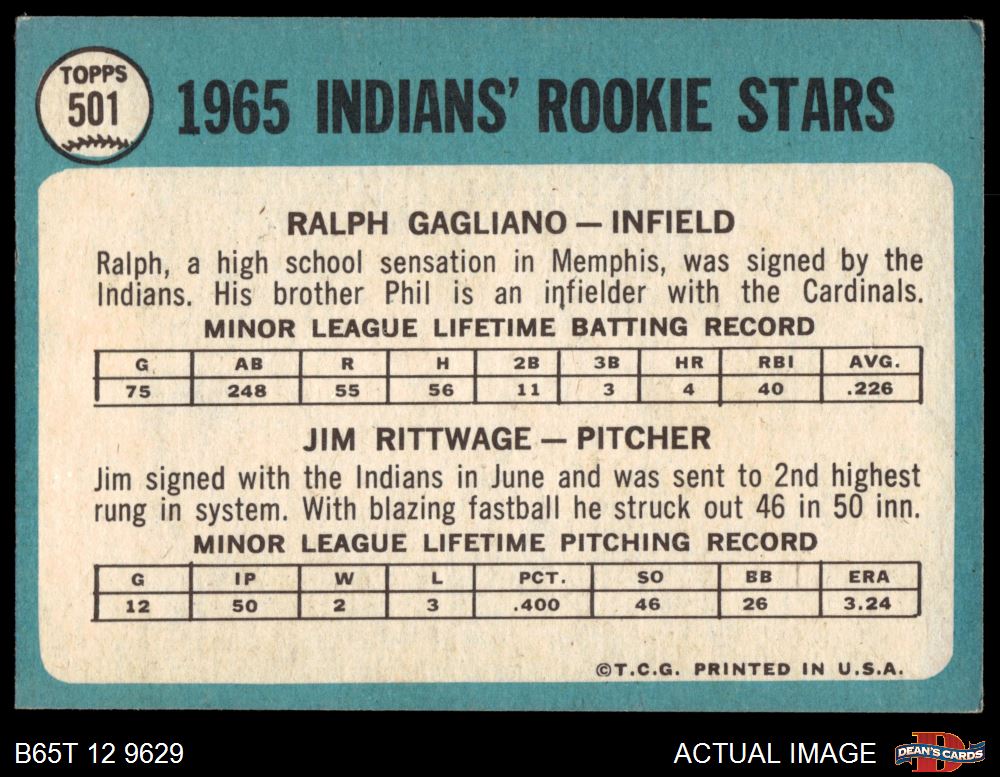 TOPPS
501
1965 INDIANS' ROOKIE STARS
RALPH GAGLIANO — INFIELD
Ralph, a high school sensation in Memphis, was signed by the
Indians. His brother Phil is an infielder with the Cardinals.
MINOR LEAGUE LIFETIME BATTING RECORD
G AB R H 2B 3B HR RBI AVG.
75 248 55 56 11 3 4 40 .226
JIM RITTWAGE — PITCHER
Jim signed with the Indians in June and was sent to 2nd highest
rung in system. With blazing fastball he struck out 46 in 50 inn.
MINOR LEAGUE LIFETIME PITCHING RECORD
G IP W L PCT. SO BB ERA
12 50 2 3 .400 46 26 3.24
©T.C.G. PRINTED IN U.S.A.
B65T 12 9629
ACTUAL IMAGE
DEAN'S CARDS